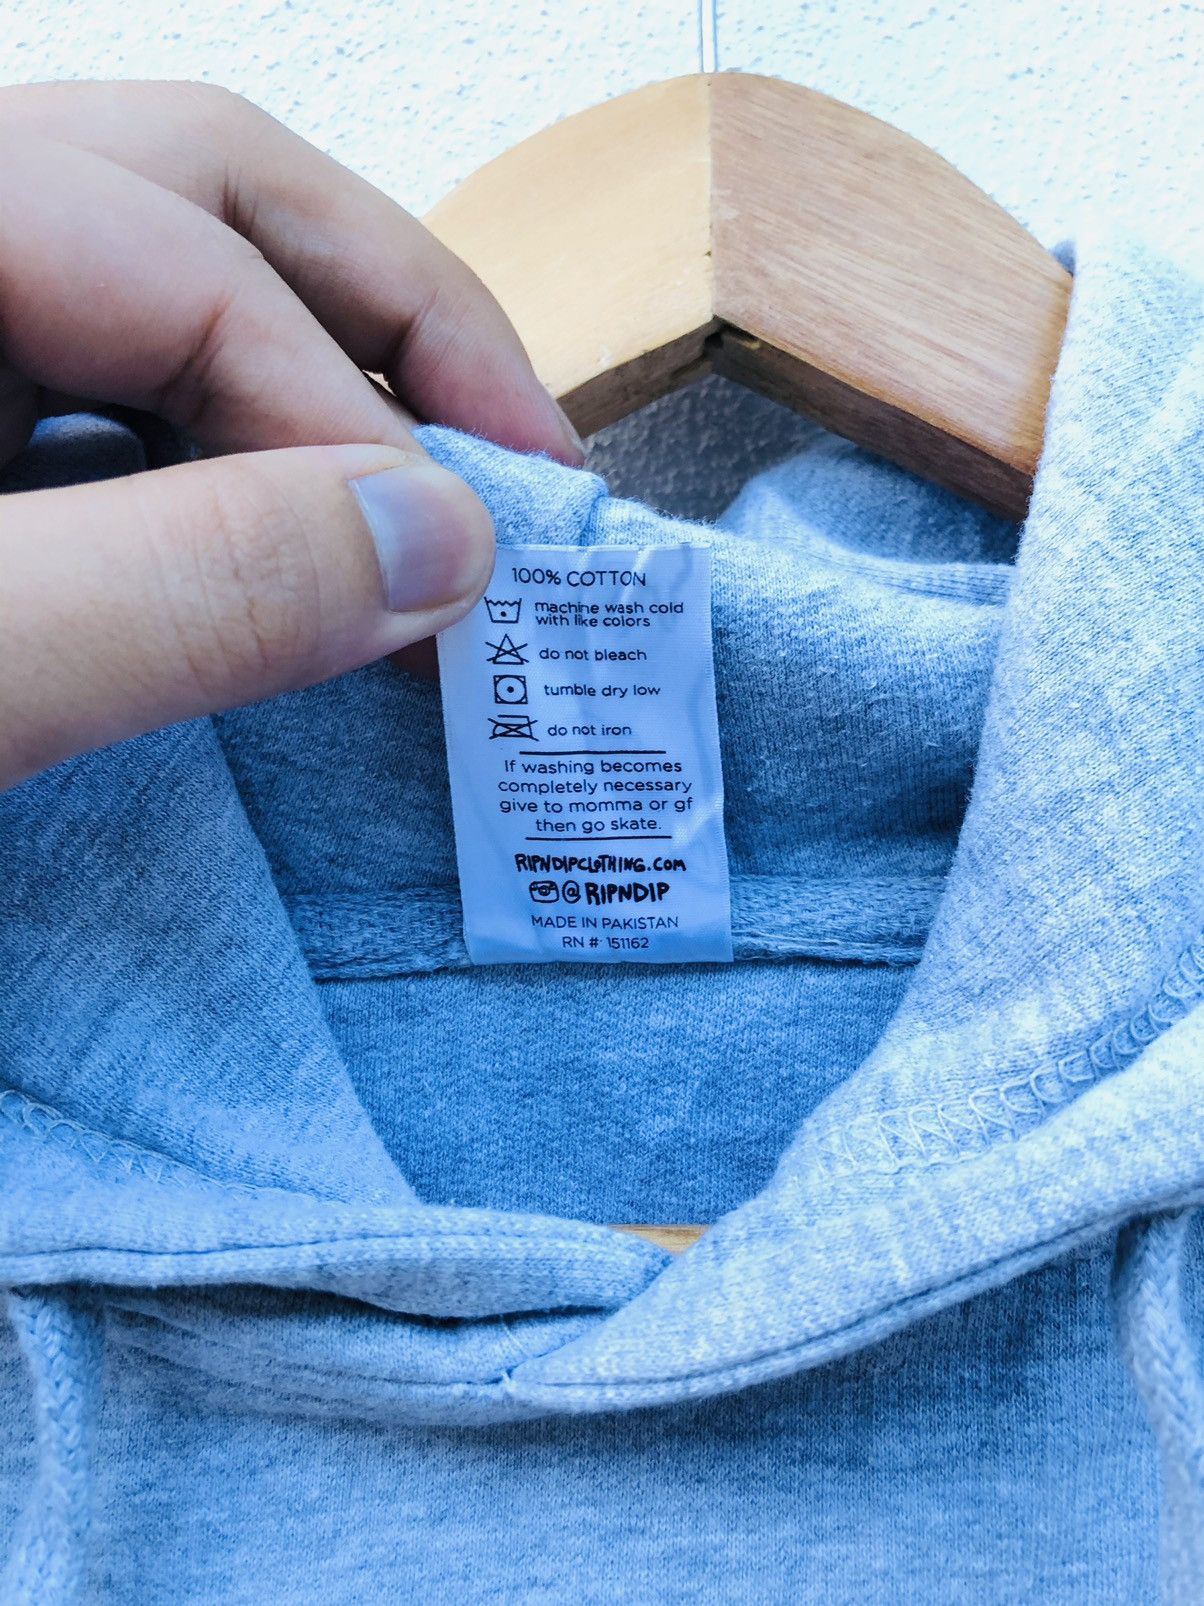 100% COTTON
machine wash cold
with like colors
do not bleach
tumble dry low
do not iron
If washing becomes
completely necessary
give to momma or gf
then go skate.
RIPNDIPCLOTHING.COM
@RIPNDIP
MADE IN PAKISTAN
RN # 151162